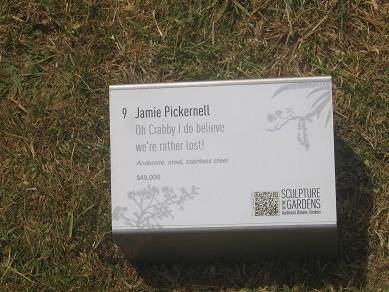 9 Jamie Pickernell
Oh Crabby I do believe
we're rather lost!
Andersite, steel, stainless steel
$48,000
SCULPTURE
IN THE
GARDENS
Auckland Botanic Gardens